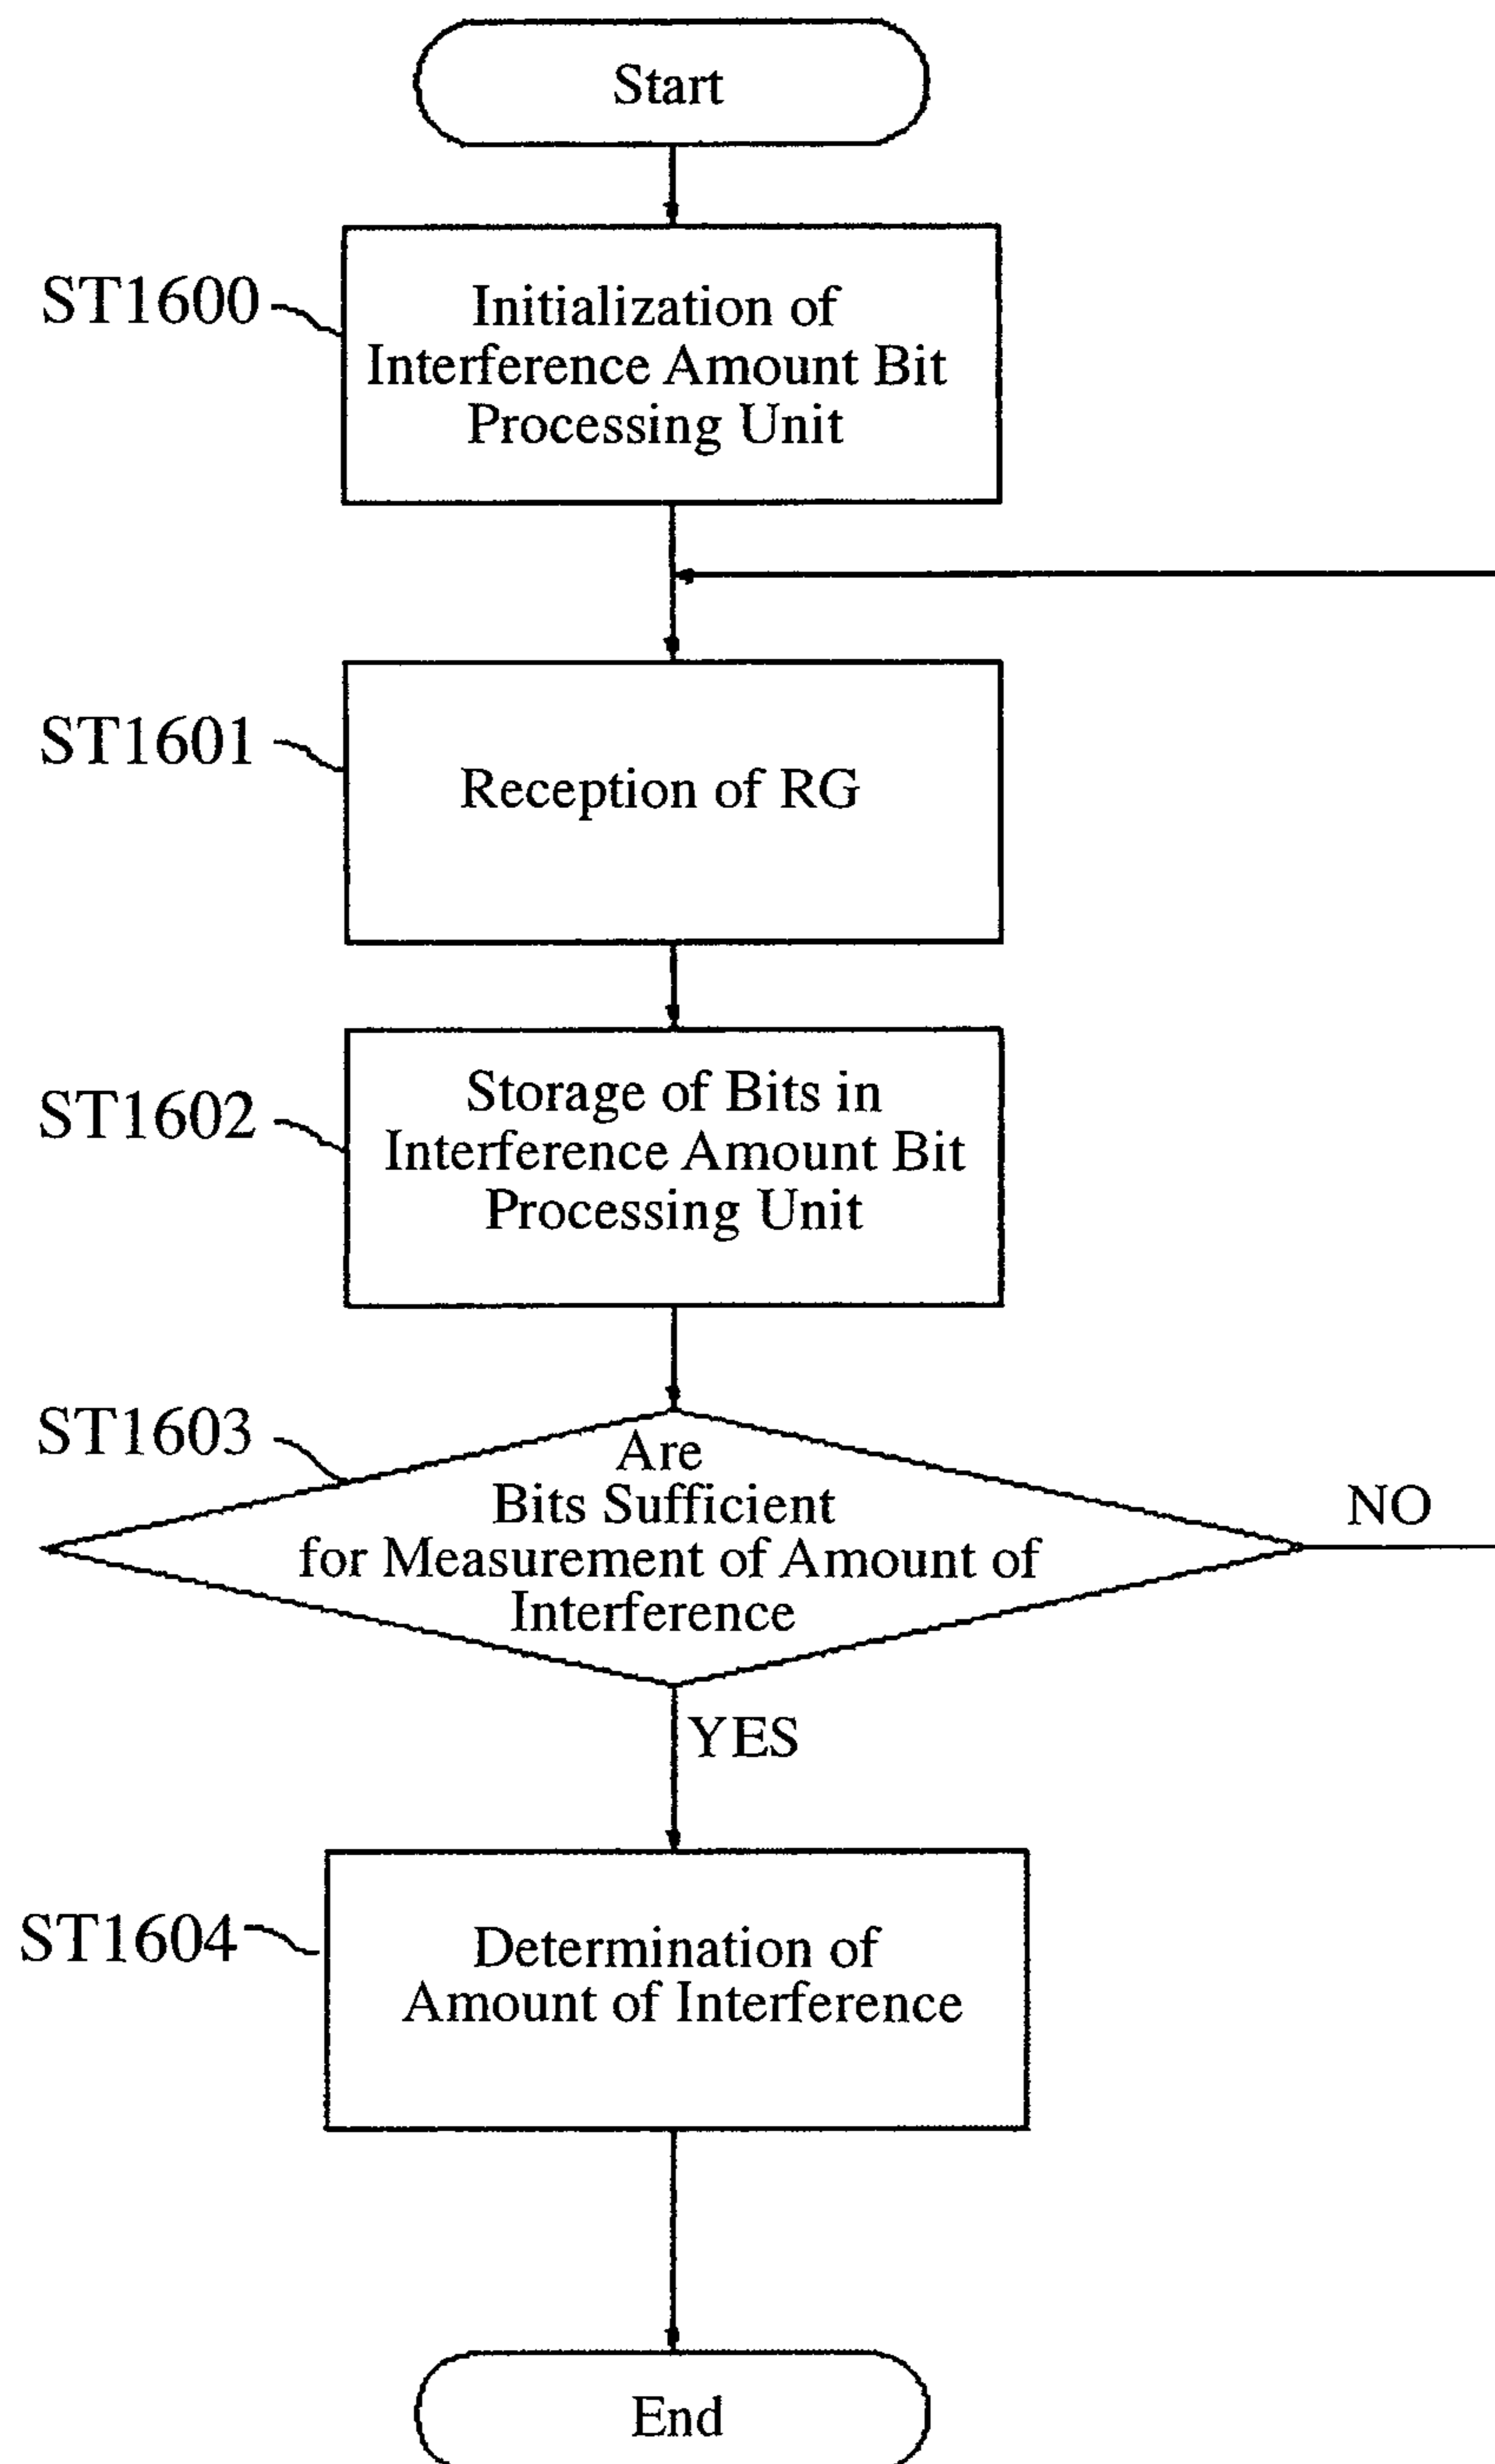 Start
ST1600
Initialization of
Interference Amount Bit
Processing Unit
ST1601
Reception of RG
ST1602
Storage of Bits in
Interference Amount Bit
Processing Unit
ST1603
Are
Bits Sufficient
for Measurement of Amount of
Interference
NO
YES
ST1604
Determination of
Amount of Interference
End